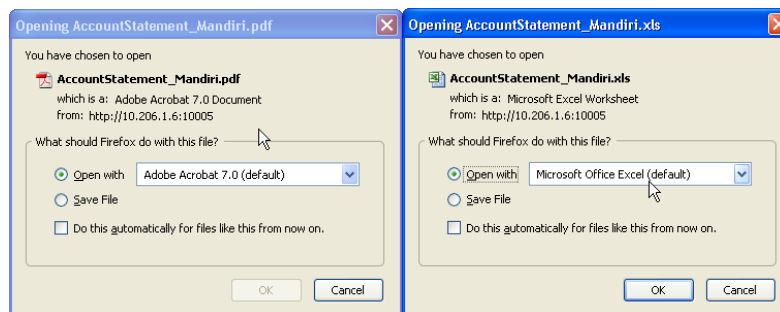 Opening AccountStatement_Mandiri.pdf
You have chosen to open
AccountStatement_Mandiri.pdf
which is a: Adobe Acrobat 7.0 Document
from: http://10.206.1.6:10005
What should Firefox do with this file?
Open with Adobe Acrobat 7.0 (default)
Save File
Do this automatically for files like this from now on.
OK Cancel
Opening AccountStatement_Mandiri.xls
You have chosen to open
AccountStatement_Mandiri.xls
which is a: Microsoft Excel Worksheet
from: http://10.206.1.6:10005
What should Firefox do with this file?
Open with Microsoft Office Excel (default)
Save File
Do this automatically for files like this from now on.
OK Cancel